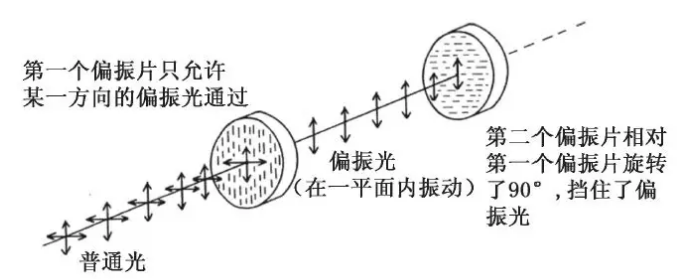 第一个偏振片只允许
某一方向的偏振光通过
偏振光
（在一平面内振动）
第二个偏振片相对
第一个偏振片旋转
了90°,挡住了偏
振光
普通光